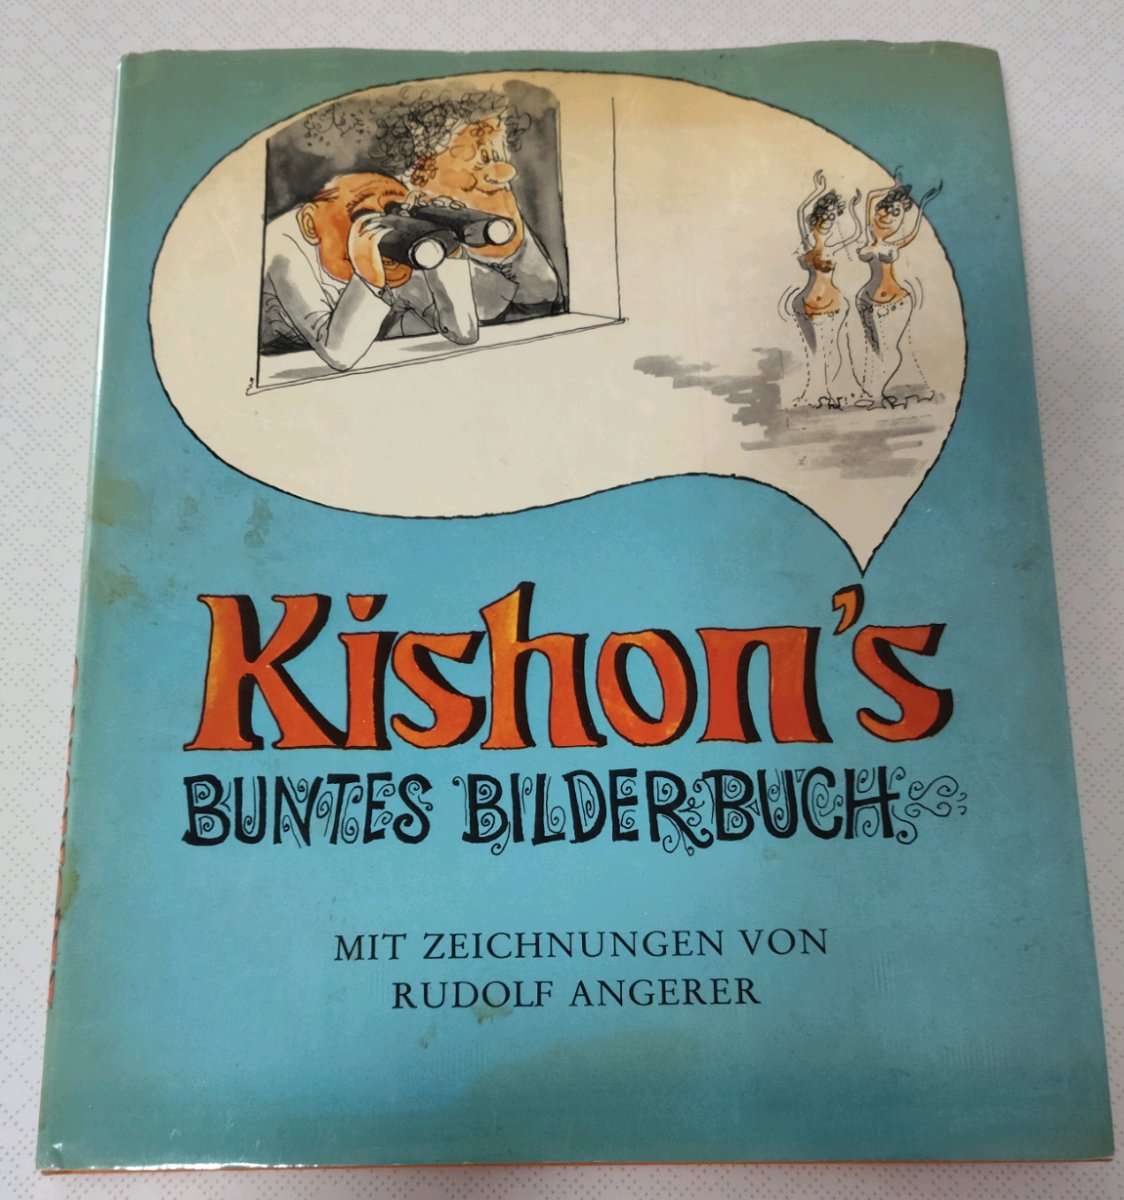 Kishon's
BUNTES BILDERBUCH
MIT ZEICHNUNGEN VON
RUDOLF ANGERER